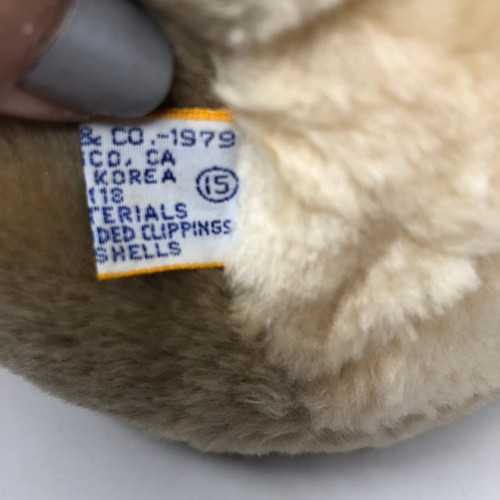 & CO.-1979
CO, CA
KOREA 15
118
TERIALS
DED CLIPPINGS
SHELLS